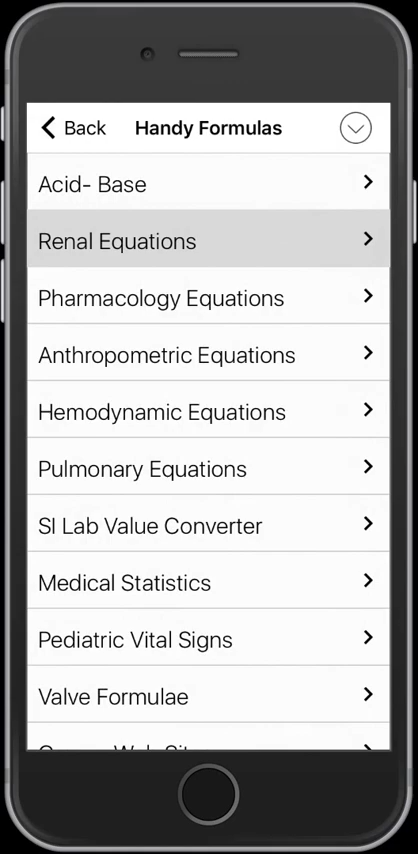 Back Handy Formulas
Acid- Base
Renal Equations
Pharmacology Equations
Anthropometric Equations
Hemodynamic Equations
Pulmonary Equations
SI Lab Value Converter
Medical Statistics
Pediatric Vital Signs
Valve Formulae